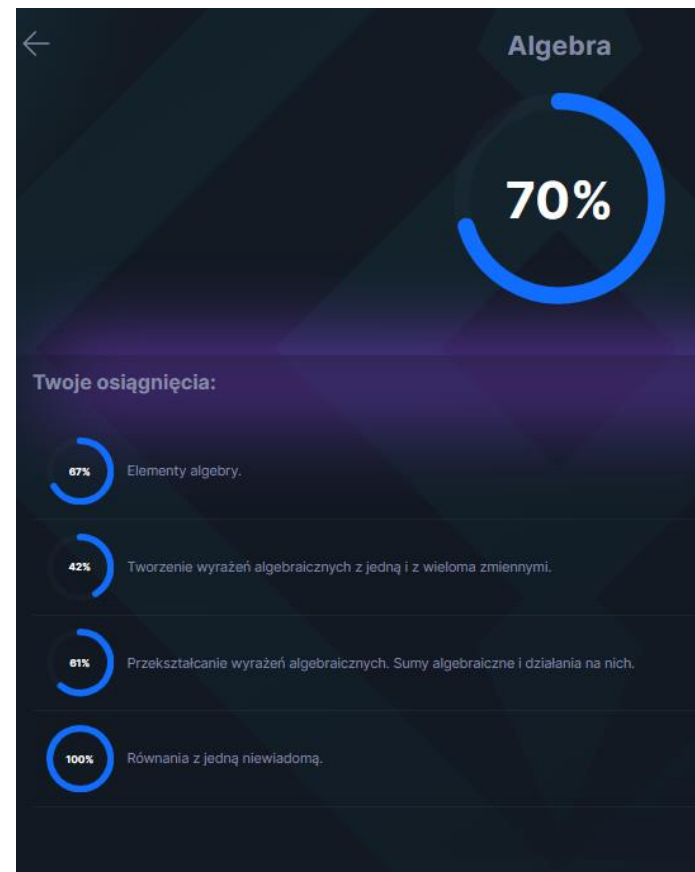 Algebra
70%
Twoje osiągnięcia:
67% Elementy algebry.
42% Tworzenie wyrażeń algebraicznych z jedną i z wieloma zmiennymi.
61% Przekształcanie wyrażeń algebraicznych. Sumy algebraiczne i działania na nich.
100% Równania z jedną niewiadomą.